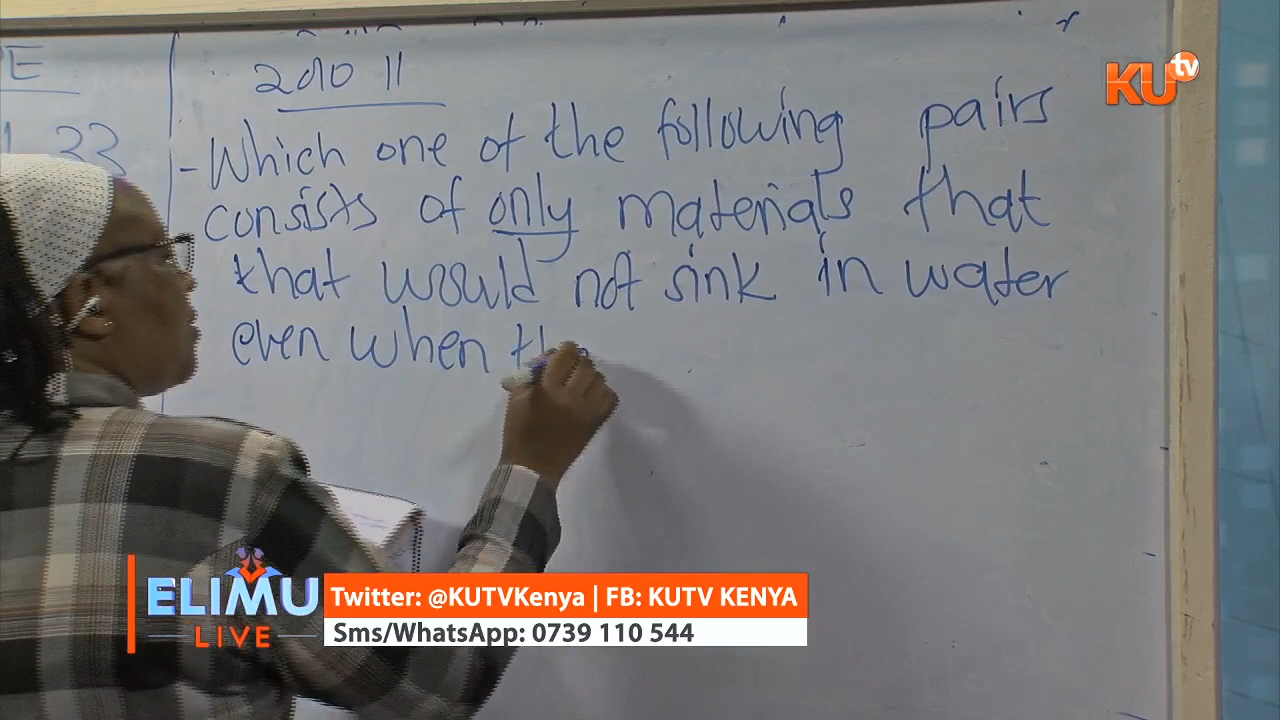 E
22
2010 11
- Which one of the following pairs
consists of only materials that
that would not sink in water
even when
KU tv
ELIMU
LIVE
Twitter: @KUTVKenya | FB: KUTV KENYA
Sms/WhatsApp: 0739 110 544